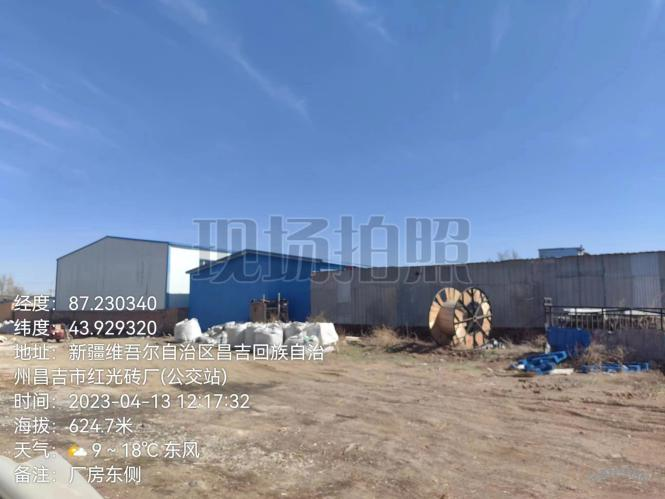 现场拍照
经度：87.230340
纬度：43.929320
地址：新疆维吾尔自治区昌吉回族自治
州昌吉市红光砖厂(公交站)
时间：2023-04-13 12:17:32
海拔：624.7米
天气：9～18℃ 东风
备注：厂房东侧